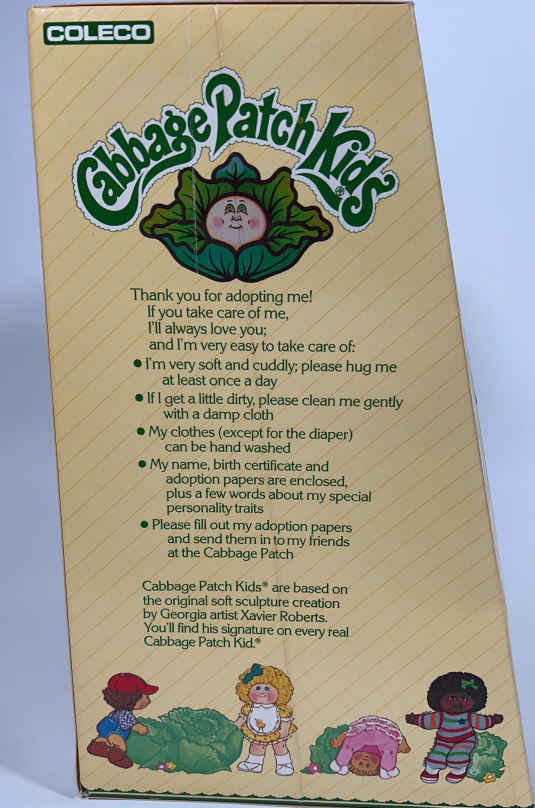 COLECO
Cabbage Patch Kids®
Thank you for adopting me!
If you take care of me,
I'll always love you;
and I'm very easy to take care of:
● I'm very soft and cuddly; please hug me
at least once a day
● If I get a little dirty, please clean me gently
with a damp cloth
● My clothes (except for the diaper)
can be hand washed
● My name, birth certificate and
adoption papers are enclosed,
plus a few words about my special
personality traits
● Please fill out my adoption papers
and send them in to my friends
at the Cabbage Patch
Cabbage Patch Kids® are based on
the original soft sculpture creation
by Georgia artist Xavier Roberts.
You'll find his signature on every real
Cabbage Patch Kid.®